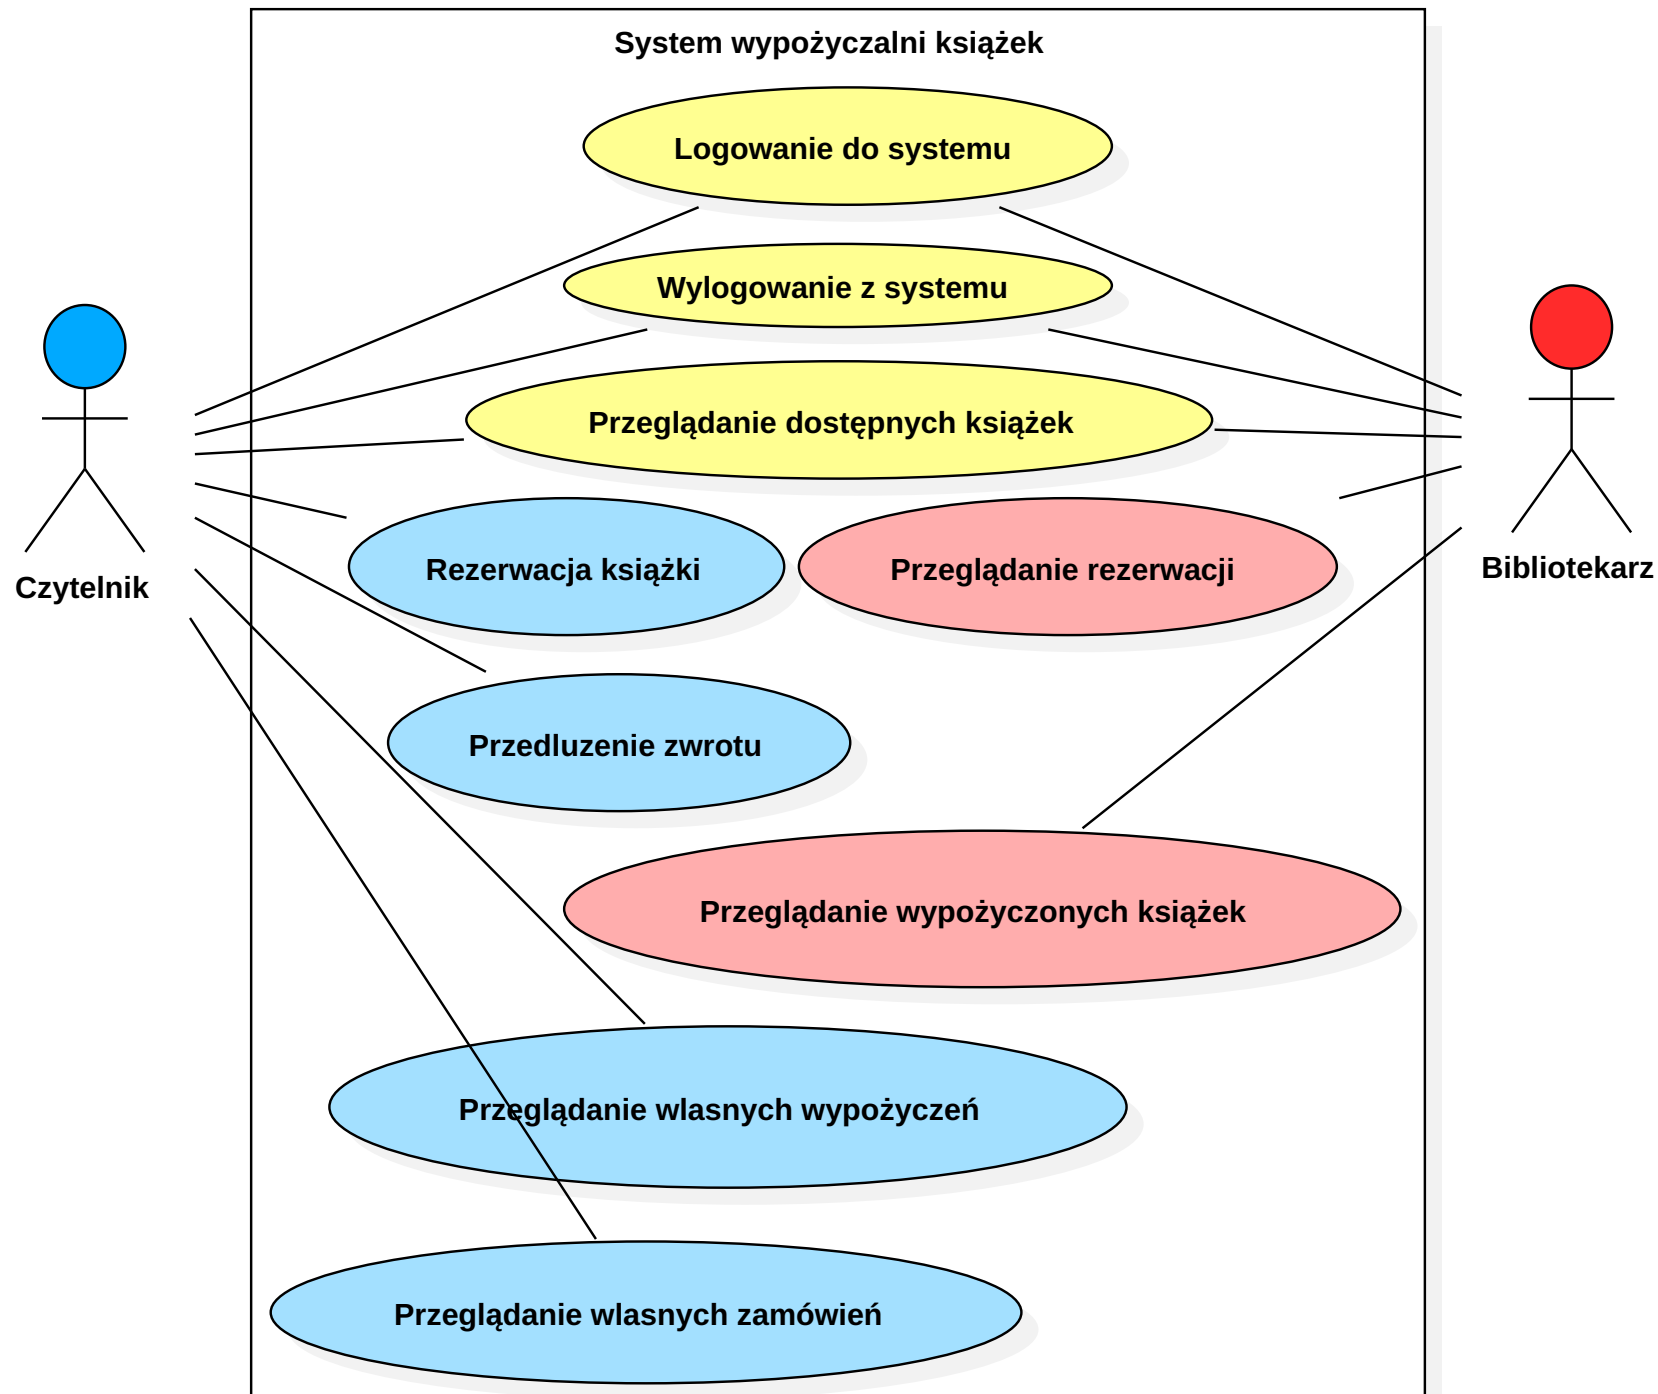 System wypożyczalni książek
Logowanie do systemu
Wylogowanie z systemu
Przeglądanie dostępnych książek
Rezerwacja książki
Przeglądanie rezerwacji
Czytelnik
Bibliotekarz
Przedluzenie zwrotu
Przeglądanie wypożyczonych książek
Przeglądanie wlasnych wypożyczeń
Przeglądanie wlasnych zamówień